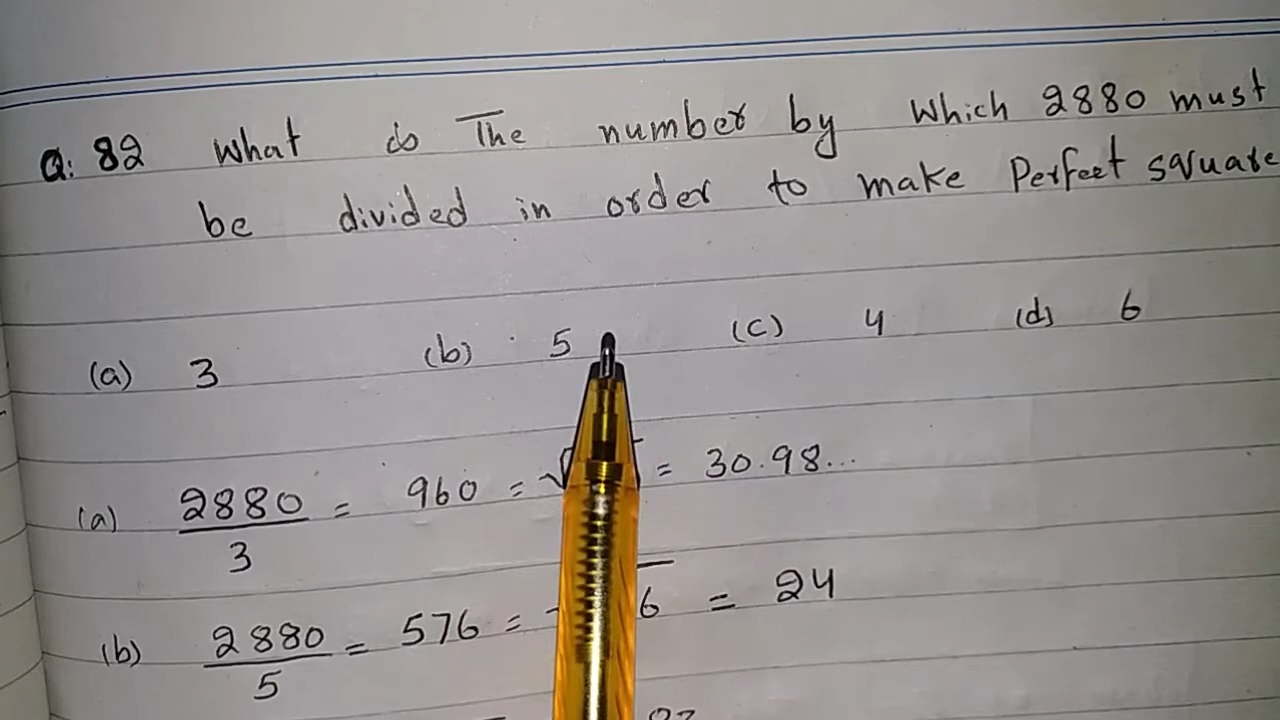 Q: 82 What is The number by Which 2880 must
be divided in order to make Perfect square
(a) 3 (b) 5 (c) 4 (d) 6
(a) 2880/3 = 960 = √ = 30.98...
(b) 2880/5 = 576 = 6 = 24